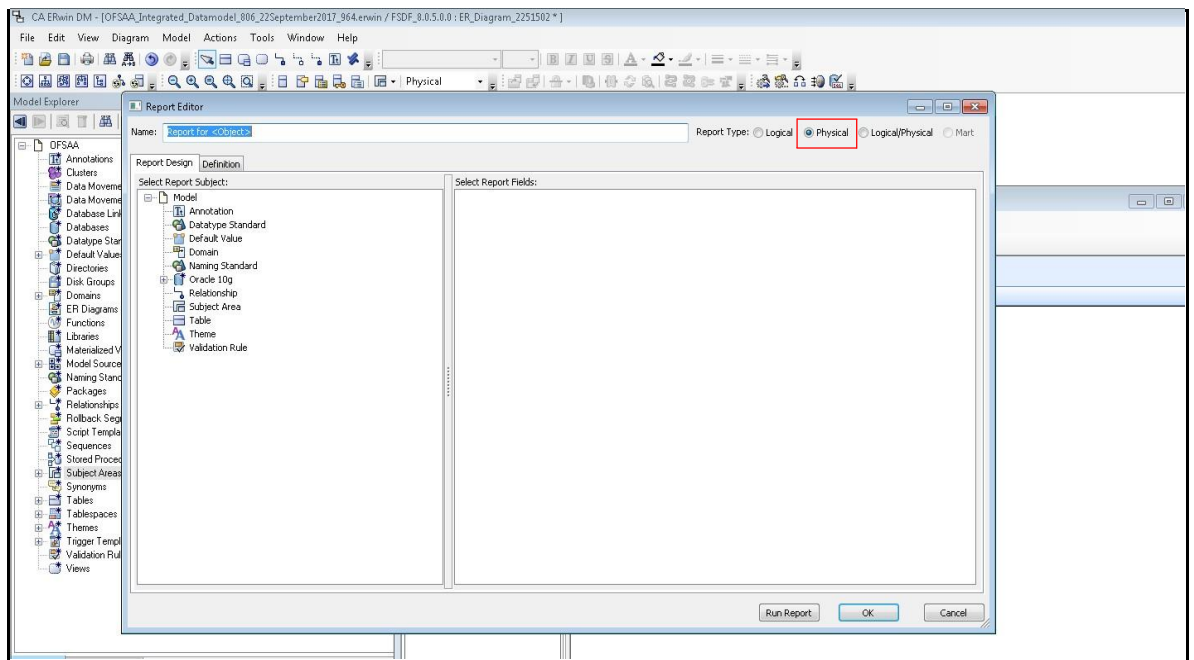 CA ERwin DM - [OFSAA_Integrated_Datamodel_806_22September2017_964.erwin / FSDF_8.0.5.0.0 : ER_Diagram_2251502 * ]
File Edit View Diagram Model Actions Tools Window Help
Physical
Model Explorer
OFSAA
Annotations
Clusters
Data Moveme
Data Moveme
Database Link
Databases
Datatype Star
Default Value
Directories
Disk Groups
Domains
ER Diagrams
Functions
Libraries
Materialized V
Model Source
Naming Stand
Packages
Relationships
Rollback Seg
Script Templa
Sequences
Stored Proced
Subject Areas
Synonyms
Tables
Tablespaces
Themes
Trigger Templ
Validation Rul
Views
Report Editor
Name: Report for <Object> Report Type: Logical Physical Logical/Physical Mart
Report Design Definition
Select Report Subject: Select Report Fields:
Model
Annotation
Datatype Standard
Default Value
Domain
Naming Standard
Oracle 10g
Relationship
Subject Area
Table
Theme
Validation Rule
Run Report OK Cancel